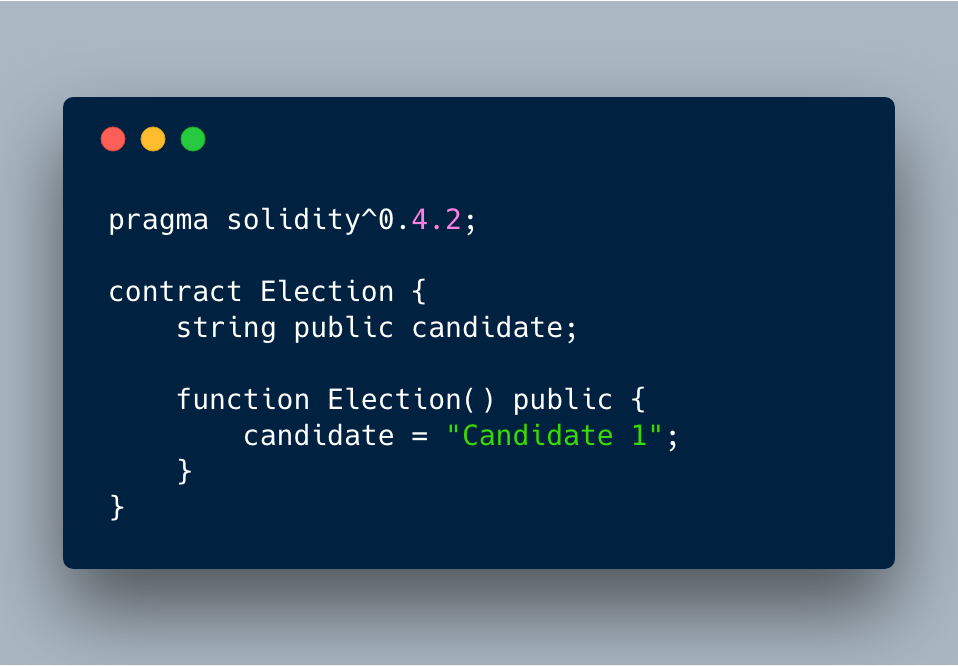 pragma solidity^0.4.2;
contract Election {
string public candidate;
function Election() public {
candidate = "Candidate 1";
}
}